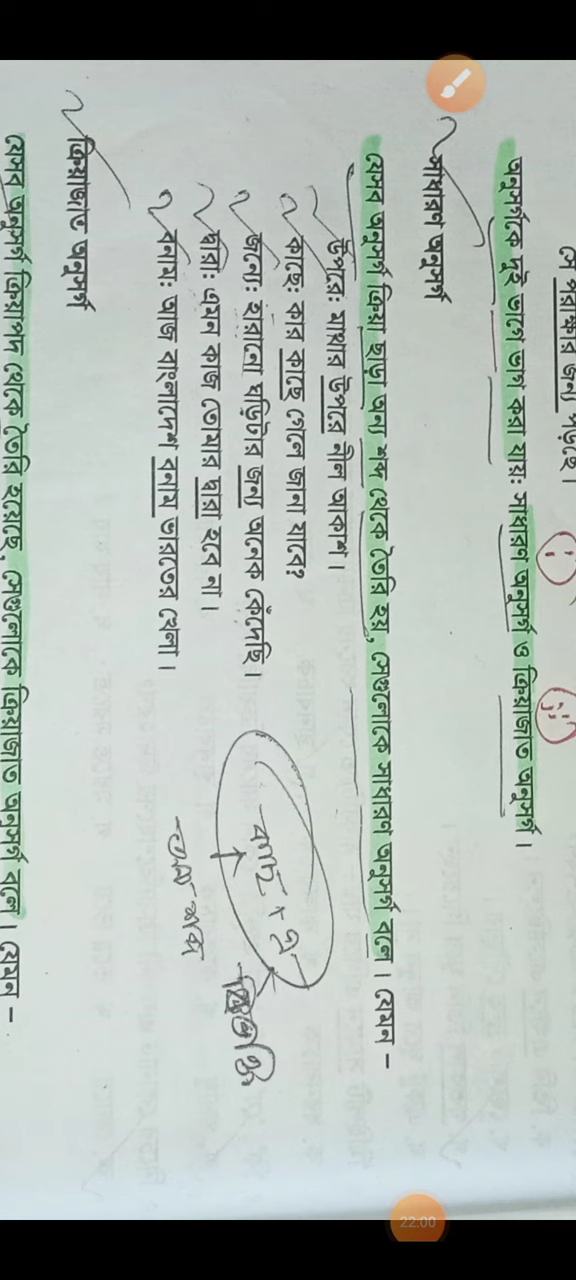 সে পরীক্ষার জন্য পড়ছে।
অনুসর্গকে দুই ভাগে ভাগ করা যায়: সাধারণ অনুসর্গ ও ক্রিয়াজাত অনুসর্গ।
সাধারণ অনুসর্গ
যেসব অনুসর্গ ক্রিয়া ছাড়া অন্য শব্দ থেকে তৈরি হয়, সেগুলোকে সাধারণ অনুসর্গ বলে। যেমন –
উপরে: মাথার উপরে নীল আকাশ।
কাছে: কার কাছে গেলে জানা যাবে?
জন্যে: হারানো ঘড়িটার জন্য অনেক কেঁদেছি।
দ্বারা: এমন কাজ তোমার দ্বারা হবে না।
বনাম: আজ বাংলাদেশ বনাম ভারতের খেলা।
ক্রিয়াজাত অনুসর্গ
যেসব অনুসর্গ ক্রিয়াপদ থেকে তৈরি হয়েছে, সেগুলোকে ক্রিয়াজাত অনুসর্গ বলে। যেমন –
22:00